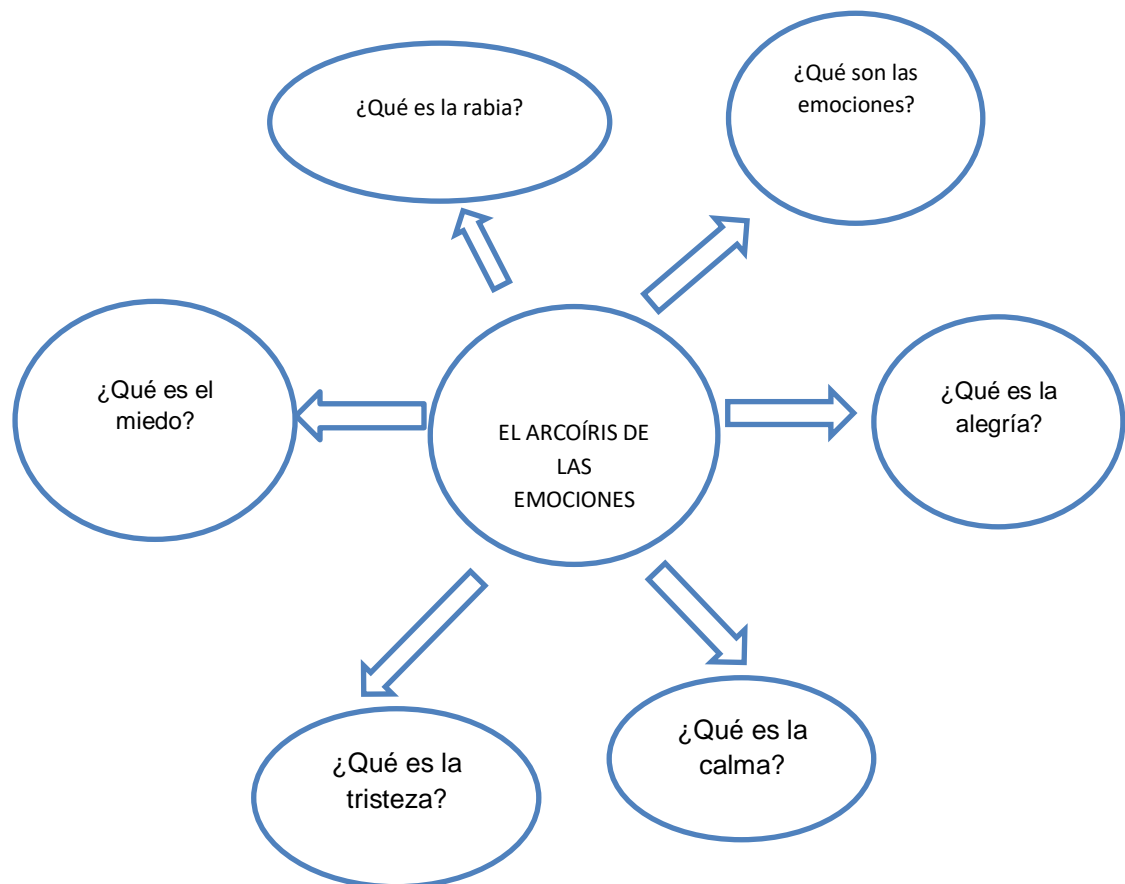 ¿Qué es la rabia?
¿Qué son las
emociones?
¿Qué es el
miedo?
EL ARCOÍRIS DE
LAS
EMOCIONES
¿Qué es la
alegría?
¿Qué es la
tristeza?
¿Qué es la
calma?